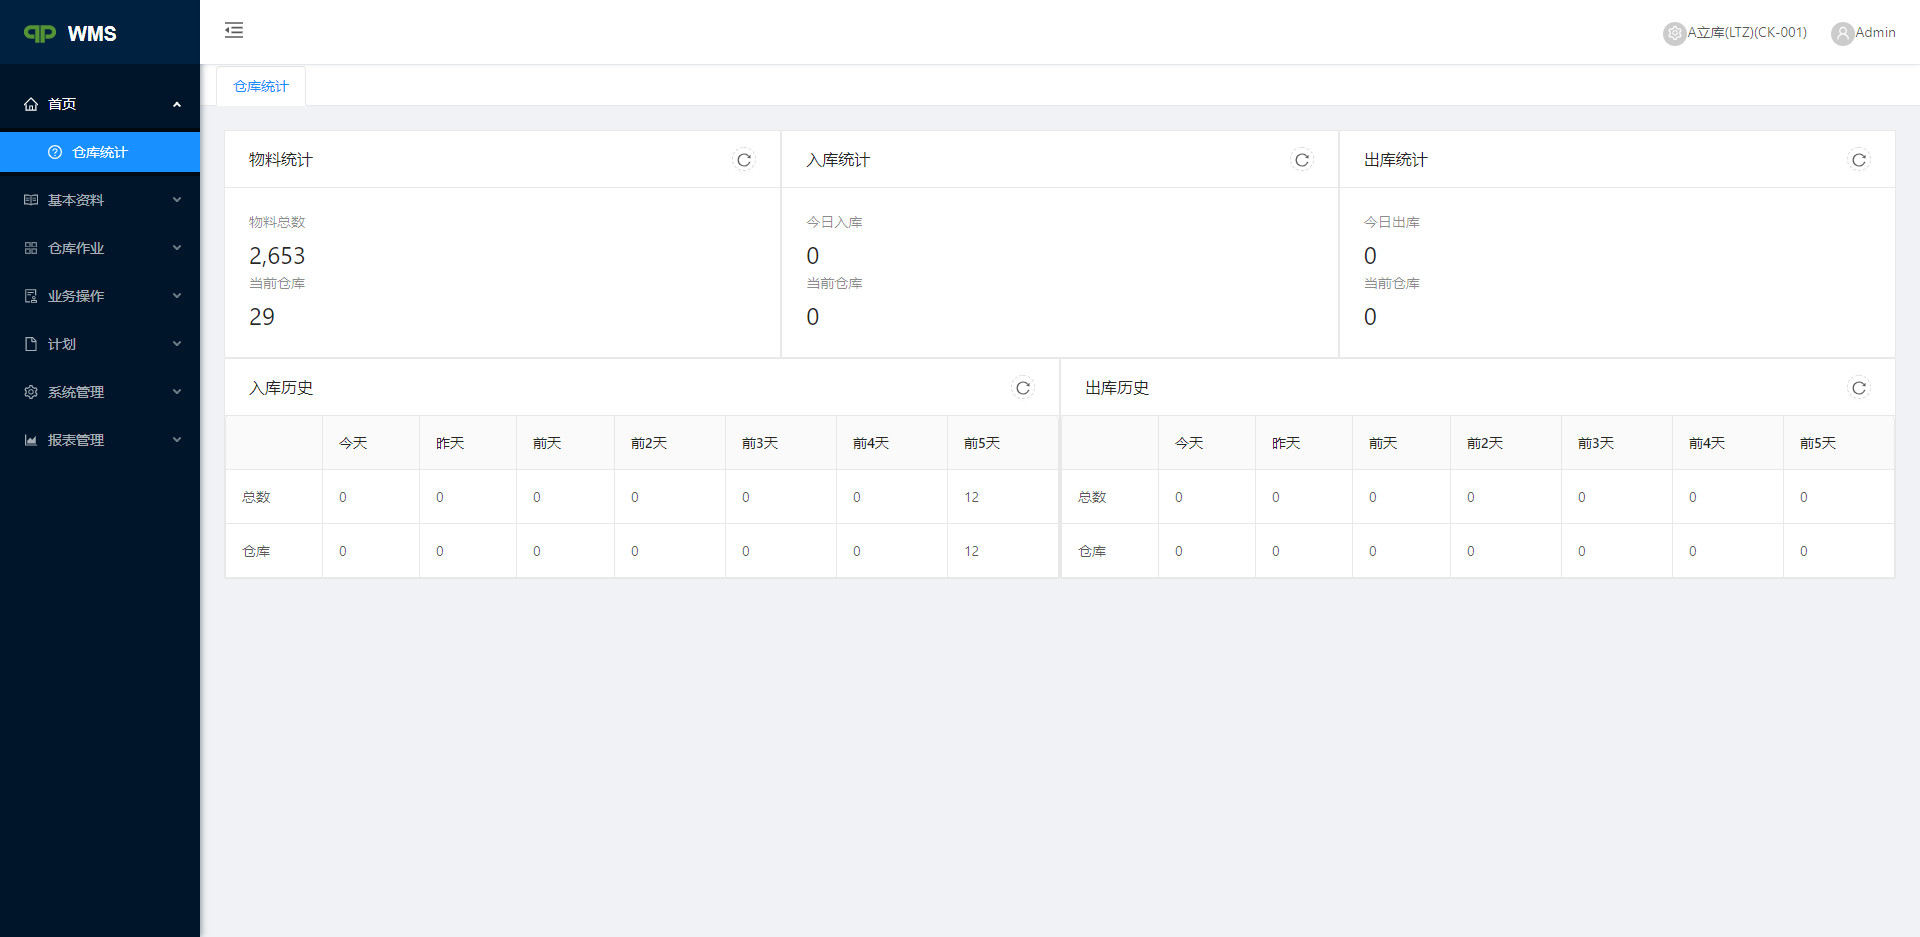 WMS
A立库(LTZ)(CK-001)
Admin
首页
仓库统计
基本资料
仓库作业
业务操作
计划
系统管理
报表管理
仓库统计
物料统计
物料总数
2,653
当前仓库
29
入库统计
今日入库
0
当前仓库
0
出库统计
今日出库
0
当前仓库
0
入库历史
今天 昨天 前天 前2天 前3天 前4天 前5天
总数 0 0 0 0 0 0 12
仓库 0 0 0 0 0 0 12
出库历史
今天 昨天 前天 前2天 前3天 前4天 前5天
总数 0 0 0 0 0 0 0
仓库 0 0 0 0 0 0 0